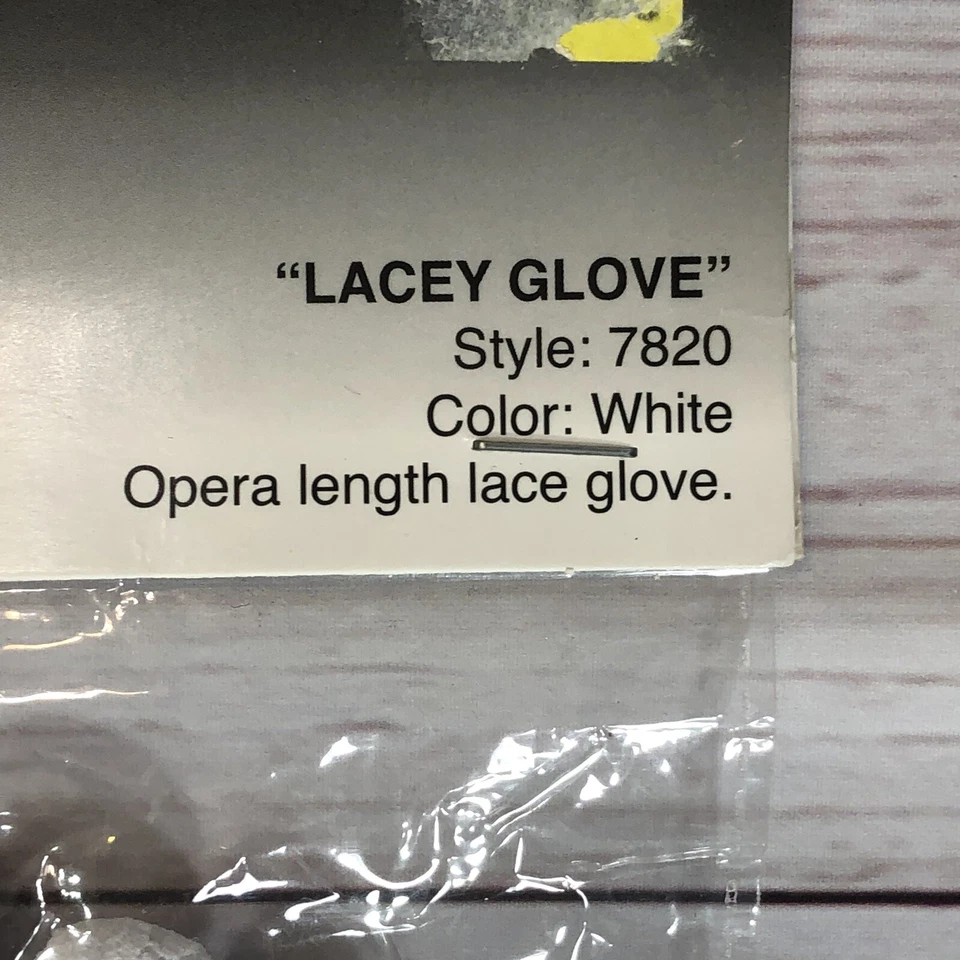 “LACEY GLOVE”
Style: 7820
Color: White
Opera length lace glove.